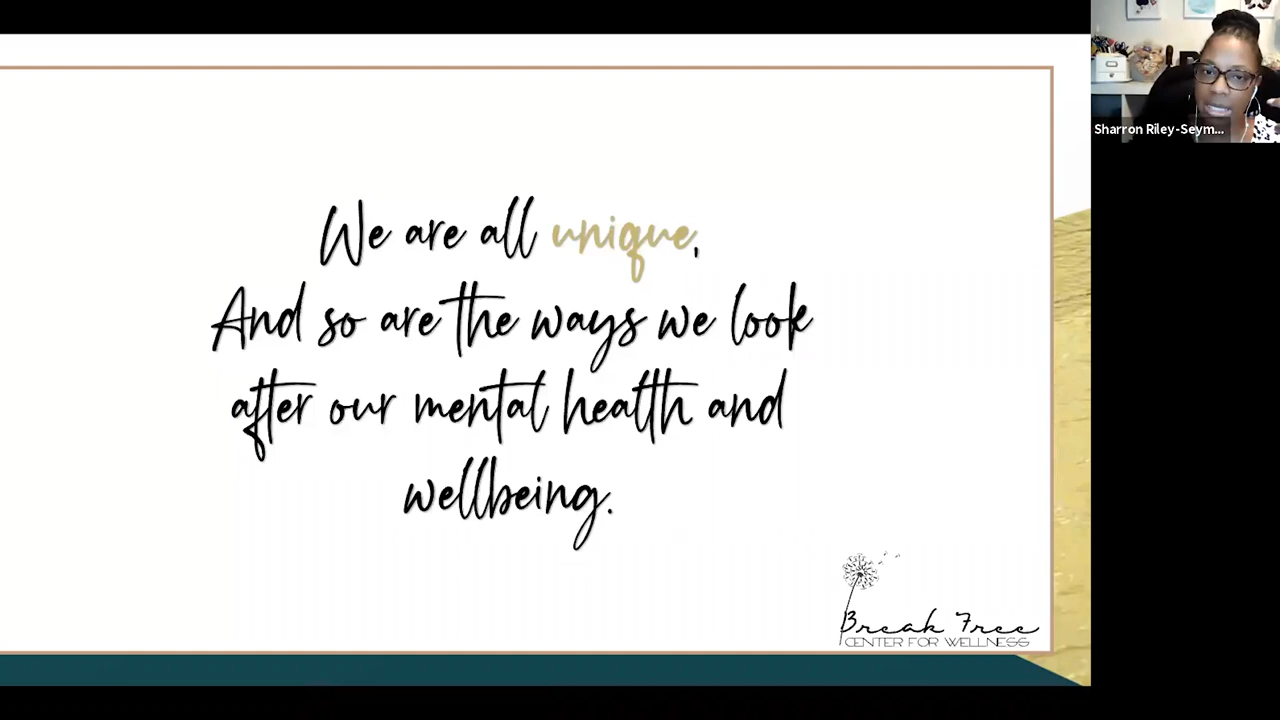 Sharron Riley-Seym...
We are all unique,
And so are the ways we look
after our mental health and
wellbeing.
Break Free
CENTER FOR WELLNESS